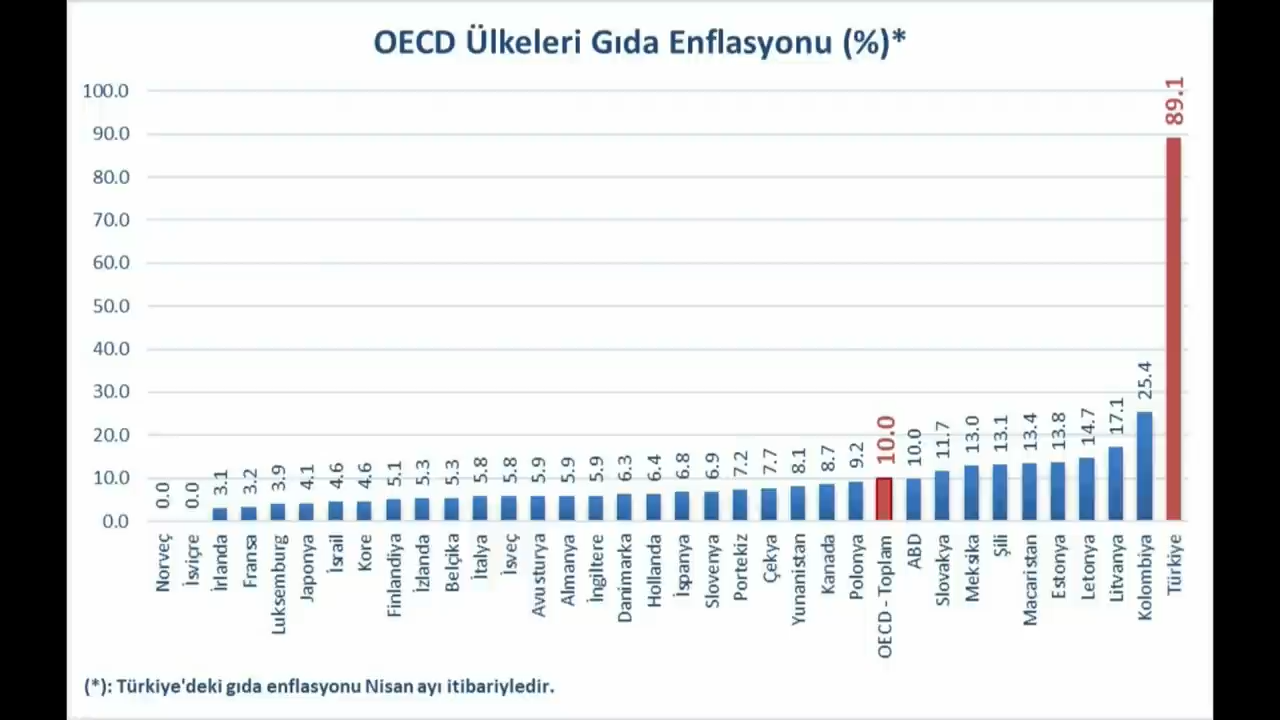 OECD Ülkeleri Gıda Enflasyonu (%)*
100.0
90.0
80.0
70.0
60.0
50.0
40.0
30.0
20.0
10.0
0.0
0.0
0.0
3.1
3.2
3.9
4.1
4.6
4.6
5.1
5.3
5.3
5.8
5.8
5.9
5.9
5.9
6.3
6.4
6.8
6.9
7.2
7.7
8.1
8.7
9.2
10.0
10.0
11.7
13.0
13.1
13.4
13.8
14.7
17.1
25.4
89.1
Norveç
İsviçre
İrlanda
Fransa
Luksemburg
Japonya
İsrail
Kore
Finlandiya
İzlanda
Belçika
İtalya
İsveç
Avusturya
Almanya
İngiltere
Danimarka
Hollanda
İspanya
Slovenya
Portekiz
Çekya
Yunanistan
Kanada
Polonya
OECD - Toplam
ABD
Slovakya
Meksika
Şili
Macaristan
Estonya
Letonya
Litvanya
Kolombiya
Türkiye
(*): Türkiye'deki gıda enflasyonu Nisan ayı itibariyledir.